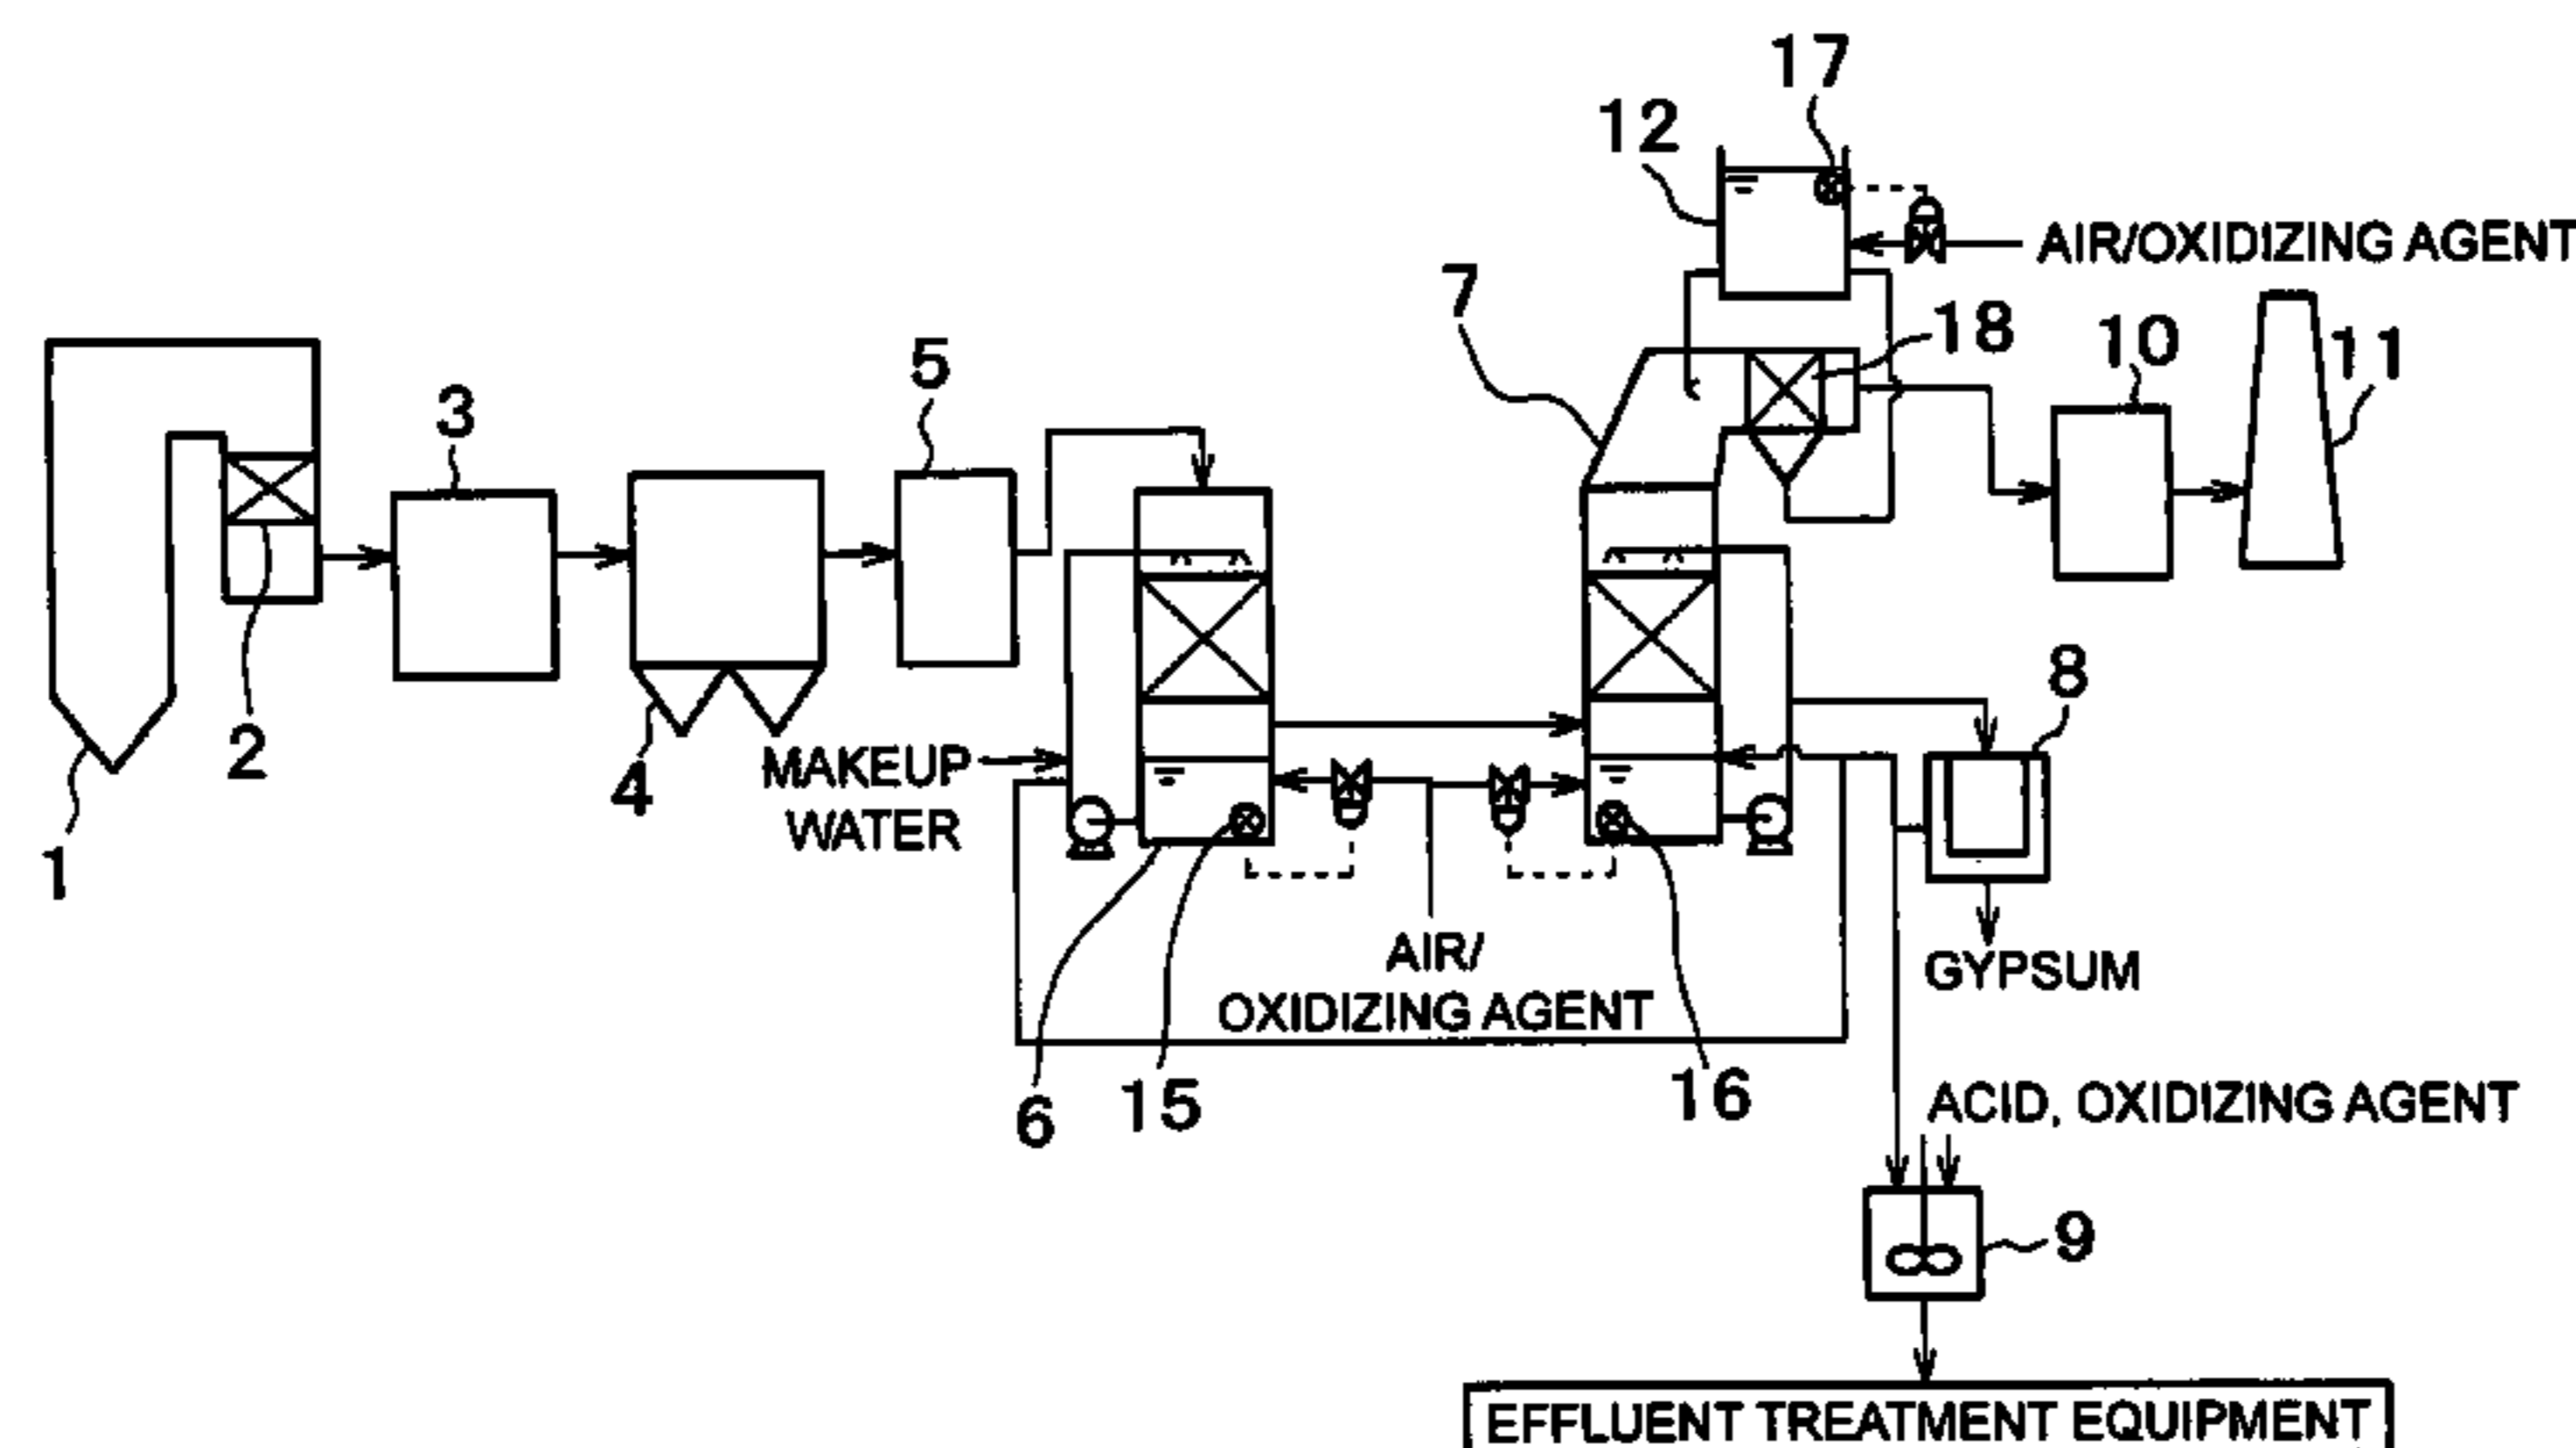 17
12
AIR/OXIDIZING AGENT
7
18
10
11
5
3
8
2
4
MAKEUP
WATER
1
AIR/
OXIDIZING AGENT
GYPSUM
6
15
16
ACID, OXIDIZING AGENT
9
EFFLUENT TREATMENT EQUIPMENT